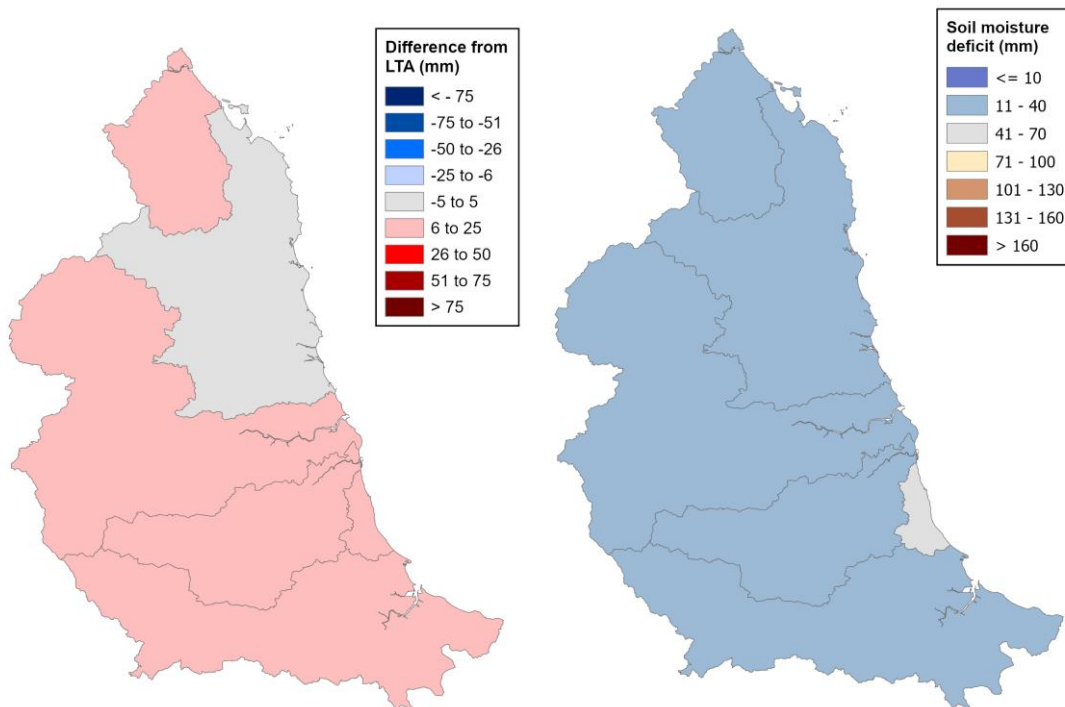 Difference from
LTA (mm)
< - 75
-75 to -51
-50 to -26
-25 to -6
-5 to 5
6 to 25
26 to 50
51 to 75
> 75
Soil moisture
deficit (mm)
<= 10
11 - 40
41 - 70
71 - 100
101 - 130
131 - 160
> 160